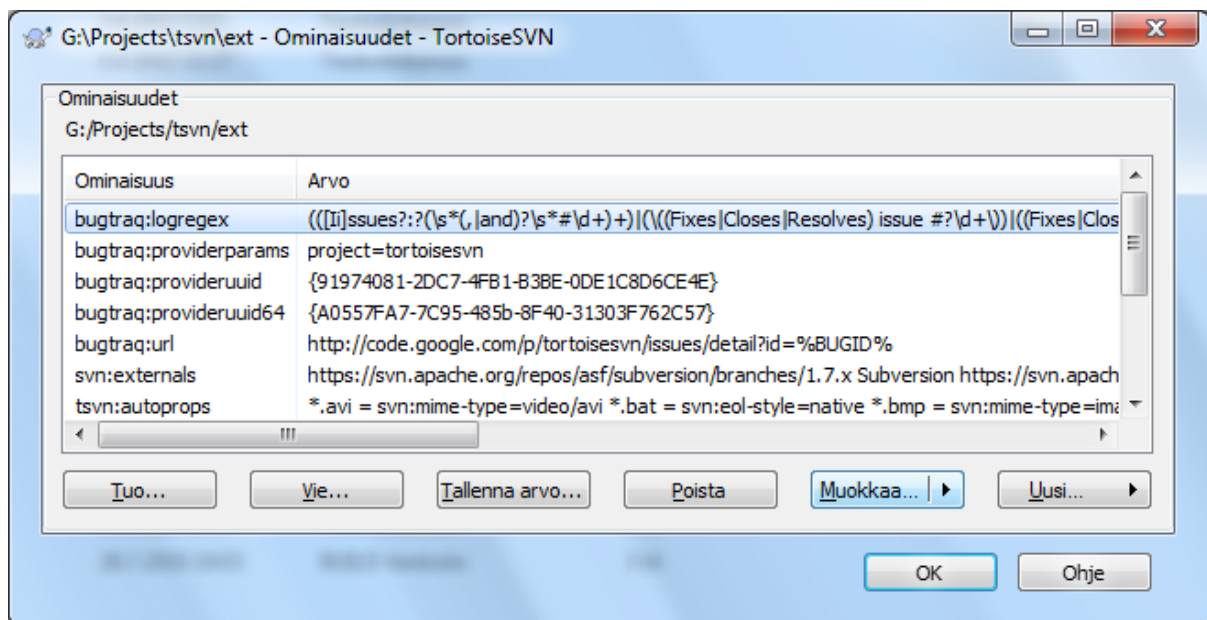 G:\Projects\tsvn\ext - Ominaisuudet - TortoiseSVN
Ominaisuudet
G:/Projects/tsvn/ext
Ominaisuus Arvo
bugtraq:logregex (([Ii]ssues?:?(\s*(,|and)?\s*#\d+)+)|(\((Fixes|Closes|Resolves) issue #?\d+\))|((Fixes|Clos
bugtraq:providerparams project=tortoisesvn
bugtraq:provideruuid {91974081-2DC7-4FB1-B3BE-0DE1C8D6CE4E}
bugtraq:provideruuid64 {A0557FA7-7C95-485b-8F40-31303F762C57}
bugtraq:url http://code.google.com/p/tortoisesvn/issues/detail?id=%BUGID%
svn:externals https://svn.apache.org/repos/asf/subversion/branches/1.7.x Subversion https://svn.apach
tsvn:autoprops *.avi = svn:mime-type=video/avi *.bat = svn:eol-style=native *.bmp = svn:mime-type=ima
Tuo... Vie... Tallenna arvo... Poista Muokkaa... Uusi...
OK Ohje